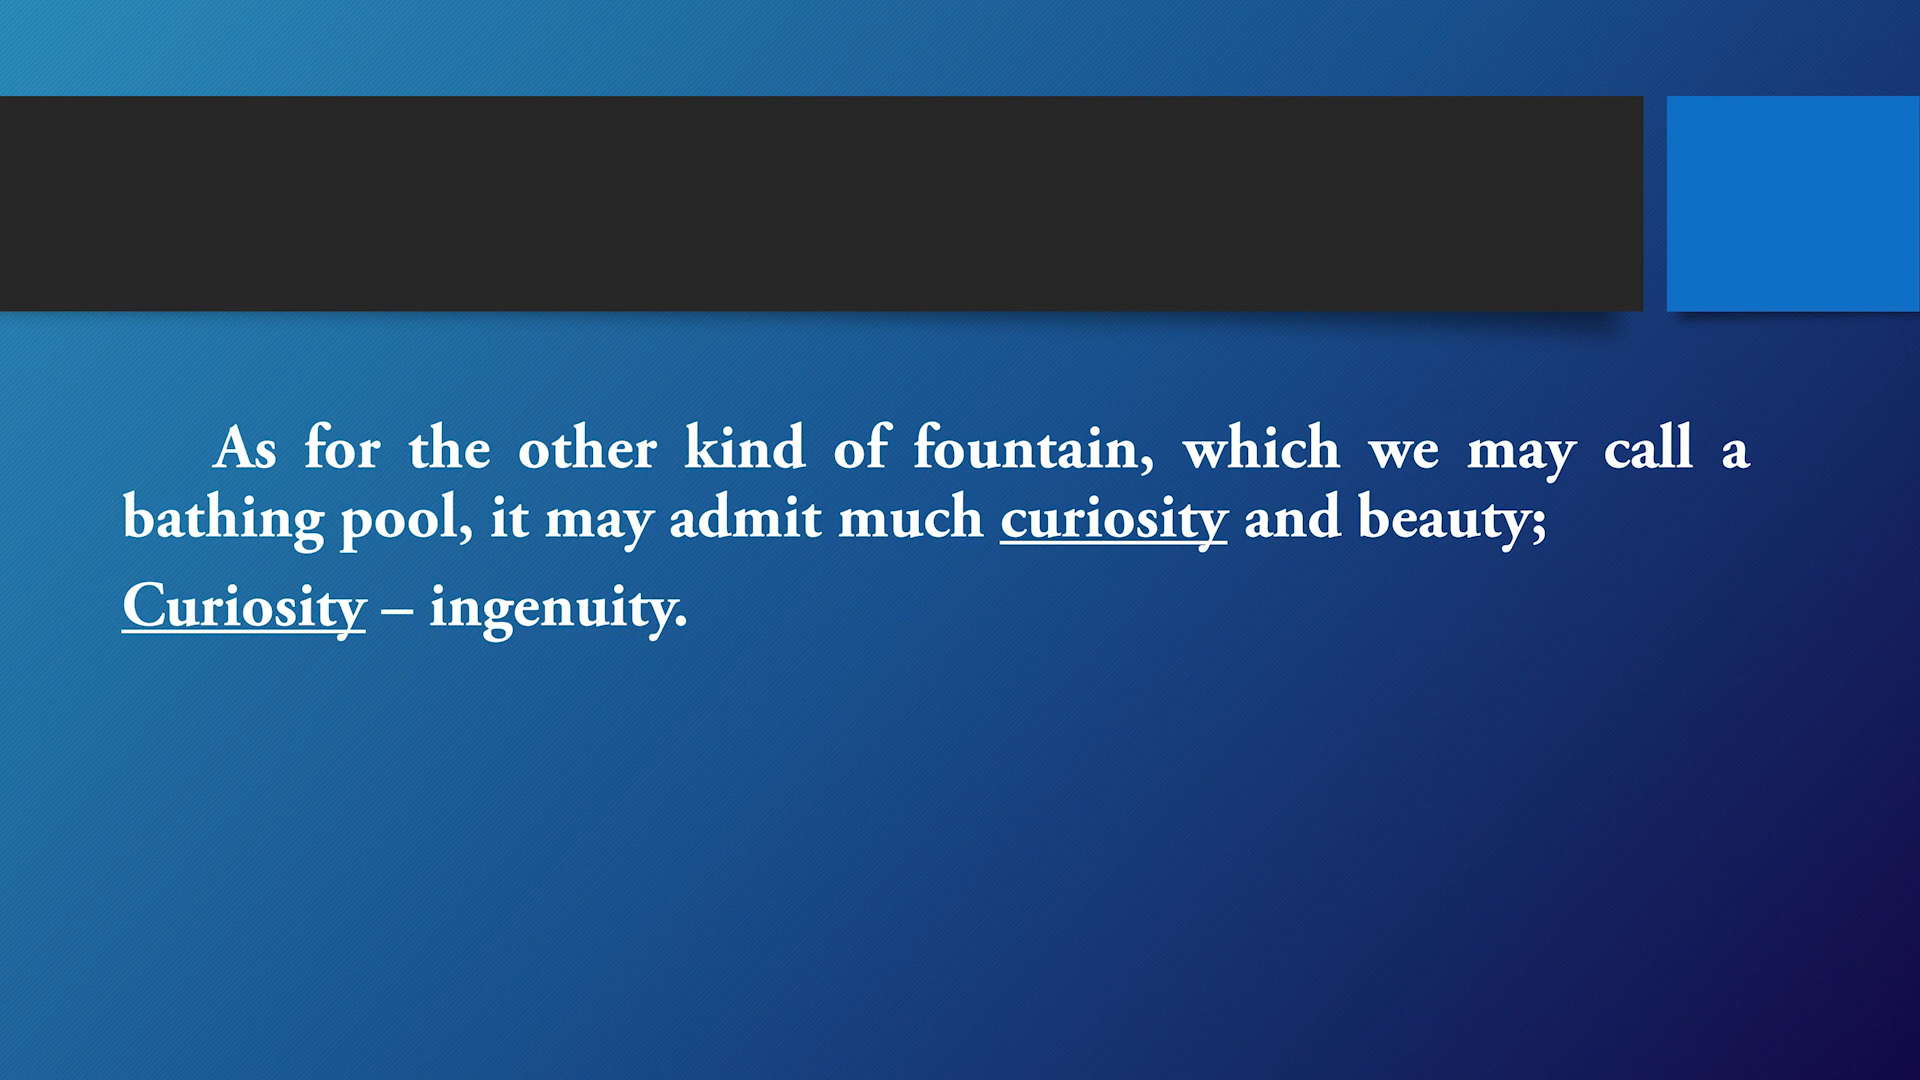 As for the other kind of fountain, which we may call a
bathing pool, it may admit much curiosity and beauty;
Curiosity – ingenuity.